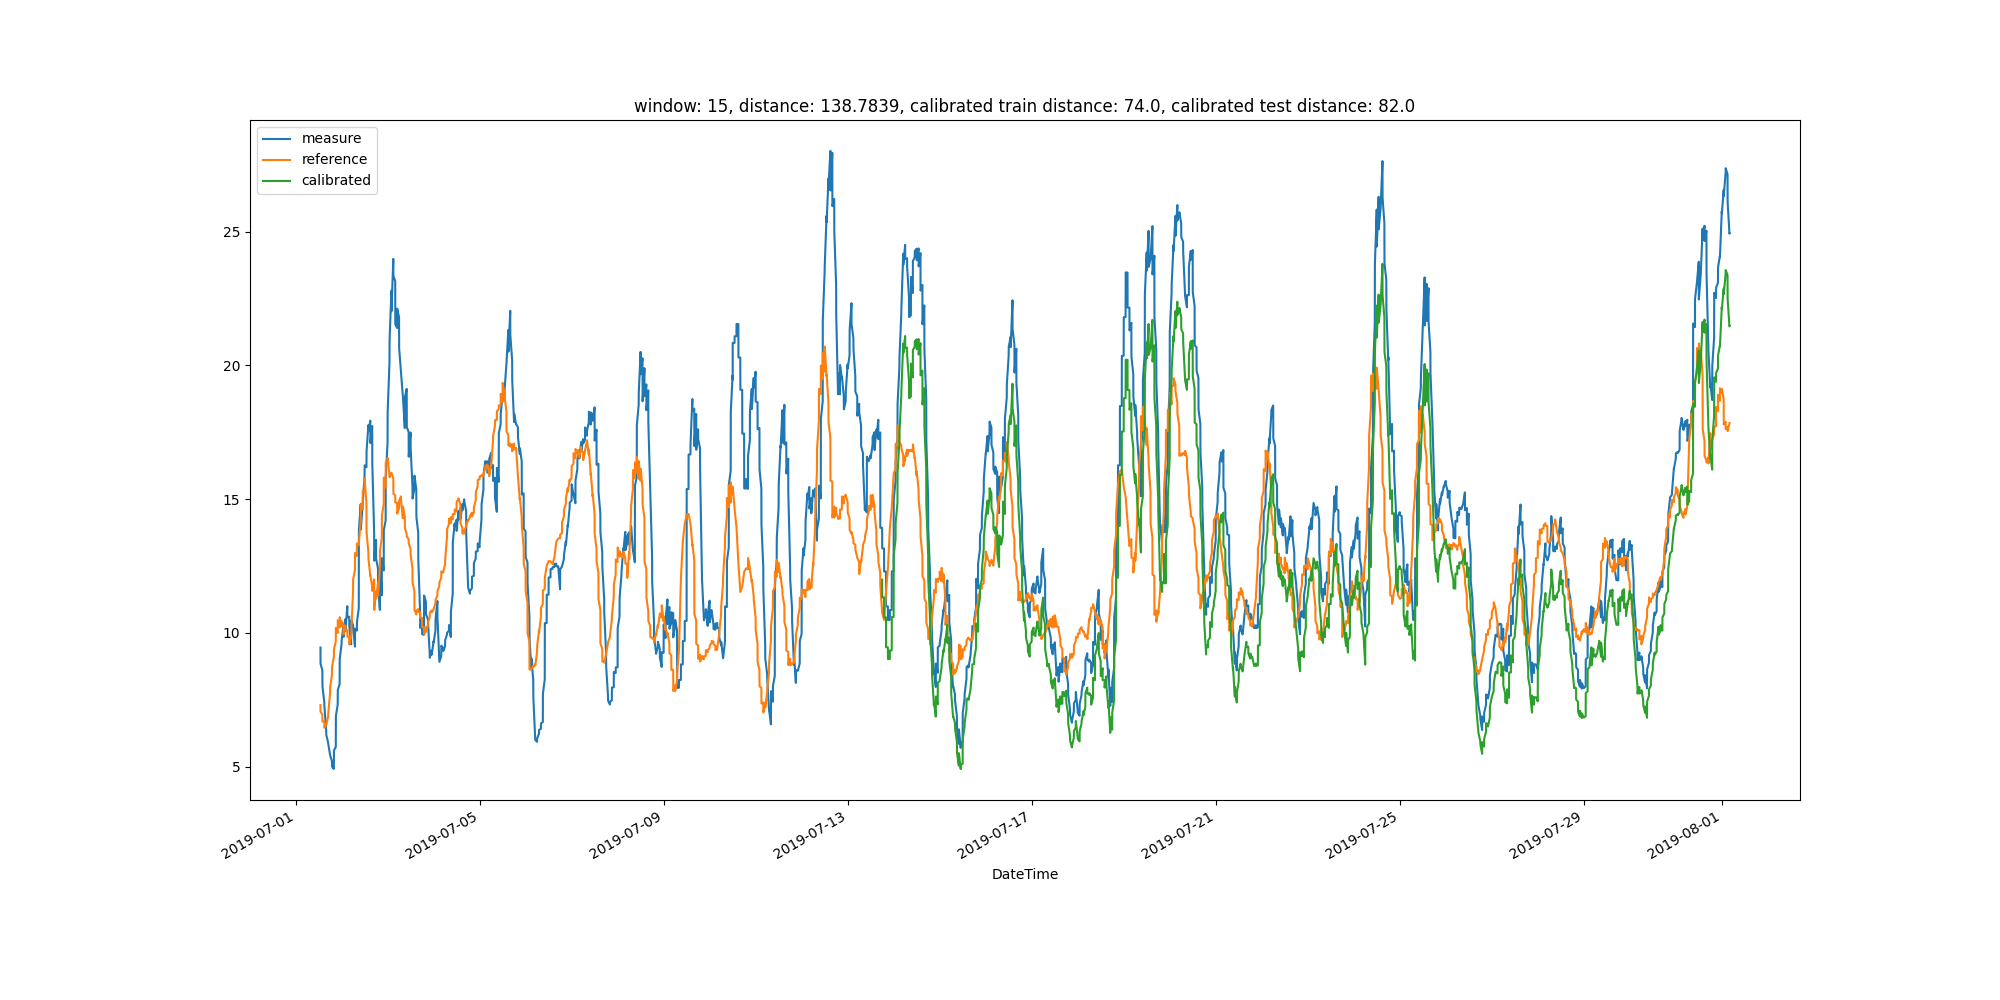 window: 15, distance: 138.7839, calibrated train distance: 74.0, calibrated test distance: 82.0
measure
reference
calibrated
25
20
15
10
5
2019-07-01
2019-07-05
2019-07-09
2019-07-13
2019-07-17
2019-07-21
2019-07-25
2019-07-29
2019-08-01
DateTime